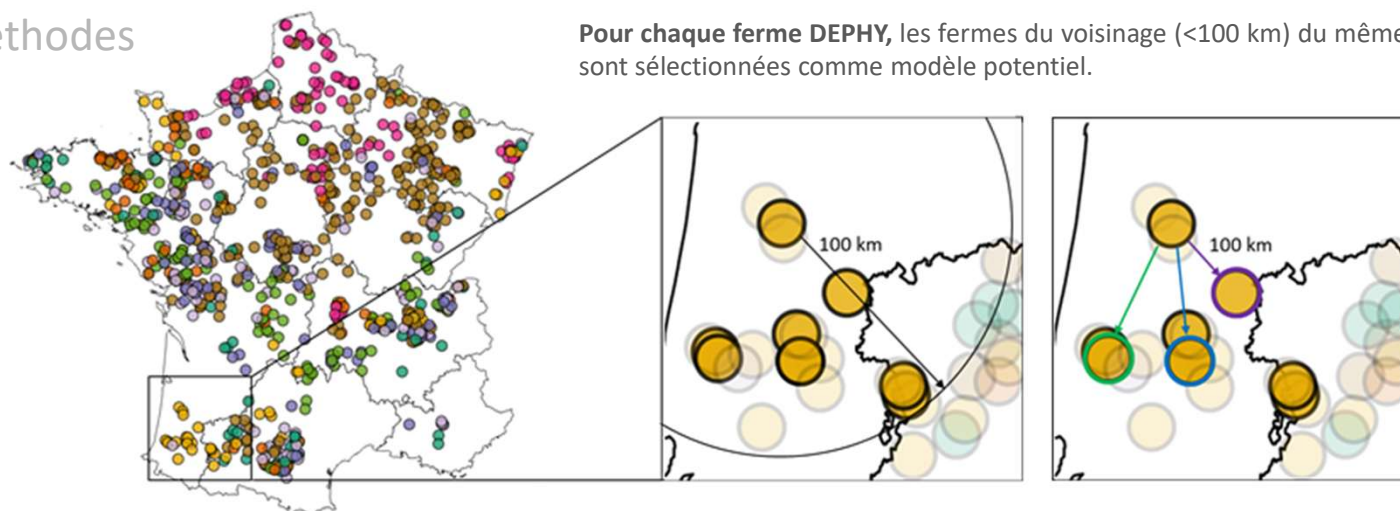 éthodes
Pour chaque ferme DEPHY, les fermes du voisinage (<100 km) du même
sont sélectionnées comme modèle potentiel.
100 km
100 km